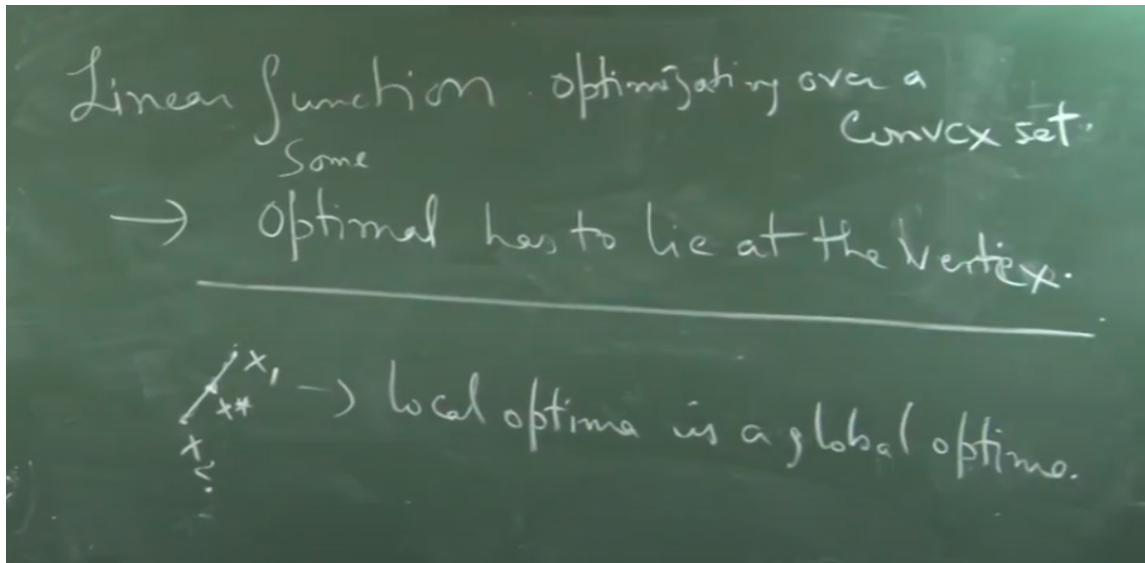 Linear function. optimizating over a
convex set.
Some
→ Optimal has to lie at the vertex.
x₁ → local optima is a global optima.
x*
x₂